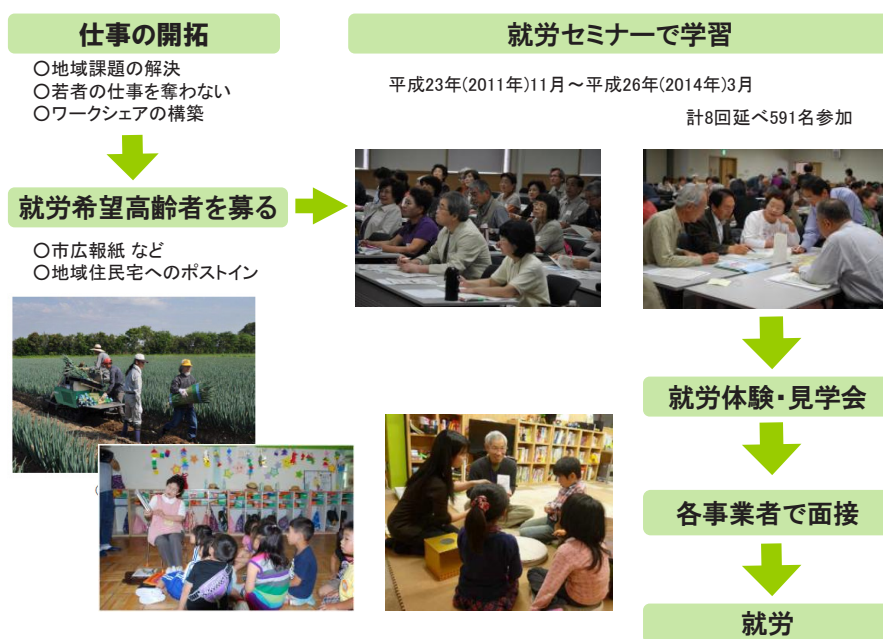 仕事の開拓
○地域課題の解決
○若者の仕事を奪わない
○ワークシェアの構築
就労希望高齢者を募る
○市広報紙 など
○地域住民宅へのポストイン
就労セミナーで学習
平成23年(2011年)11月～平成26年(2014年)3月
計8回延べ591名参加
就労体験・見学会
各事業者で面接
就労